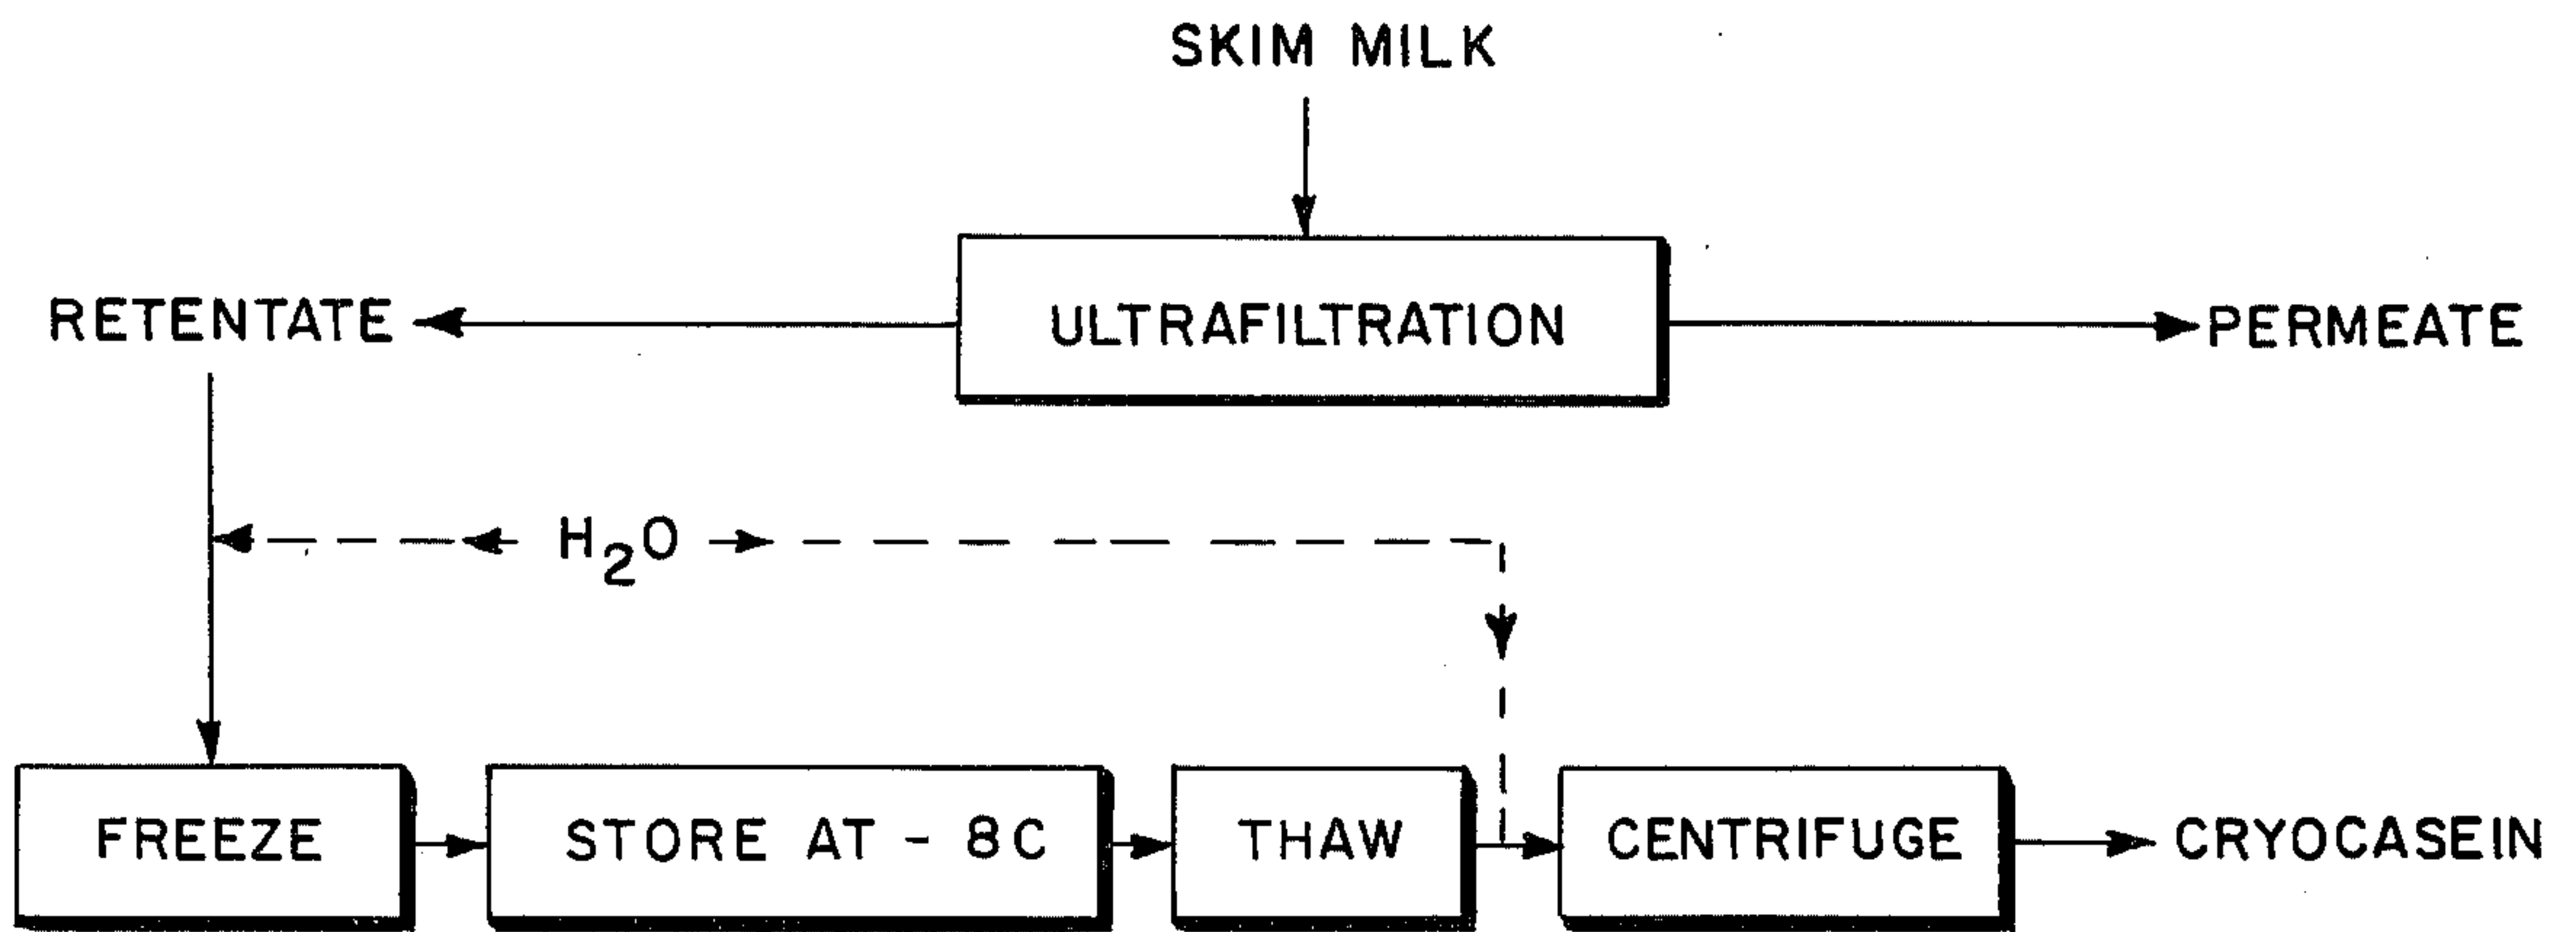 SKIM MILK
RETENTATE
ULTRAFILTRATION
PERMEATE
H₂O
FREEZE
STORE AT - 8C
THAW
CENTRIFUGE
CRYOCASEIN